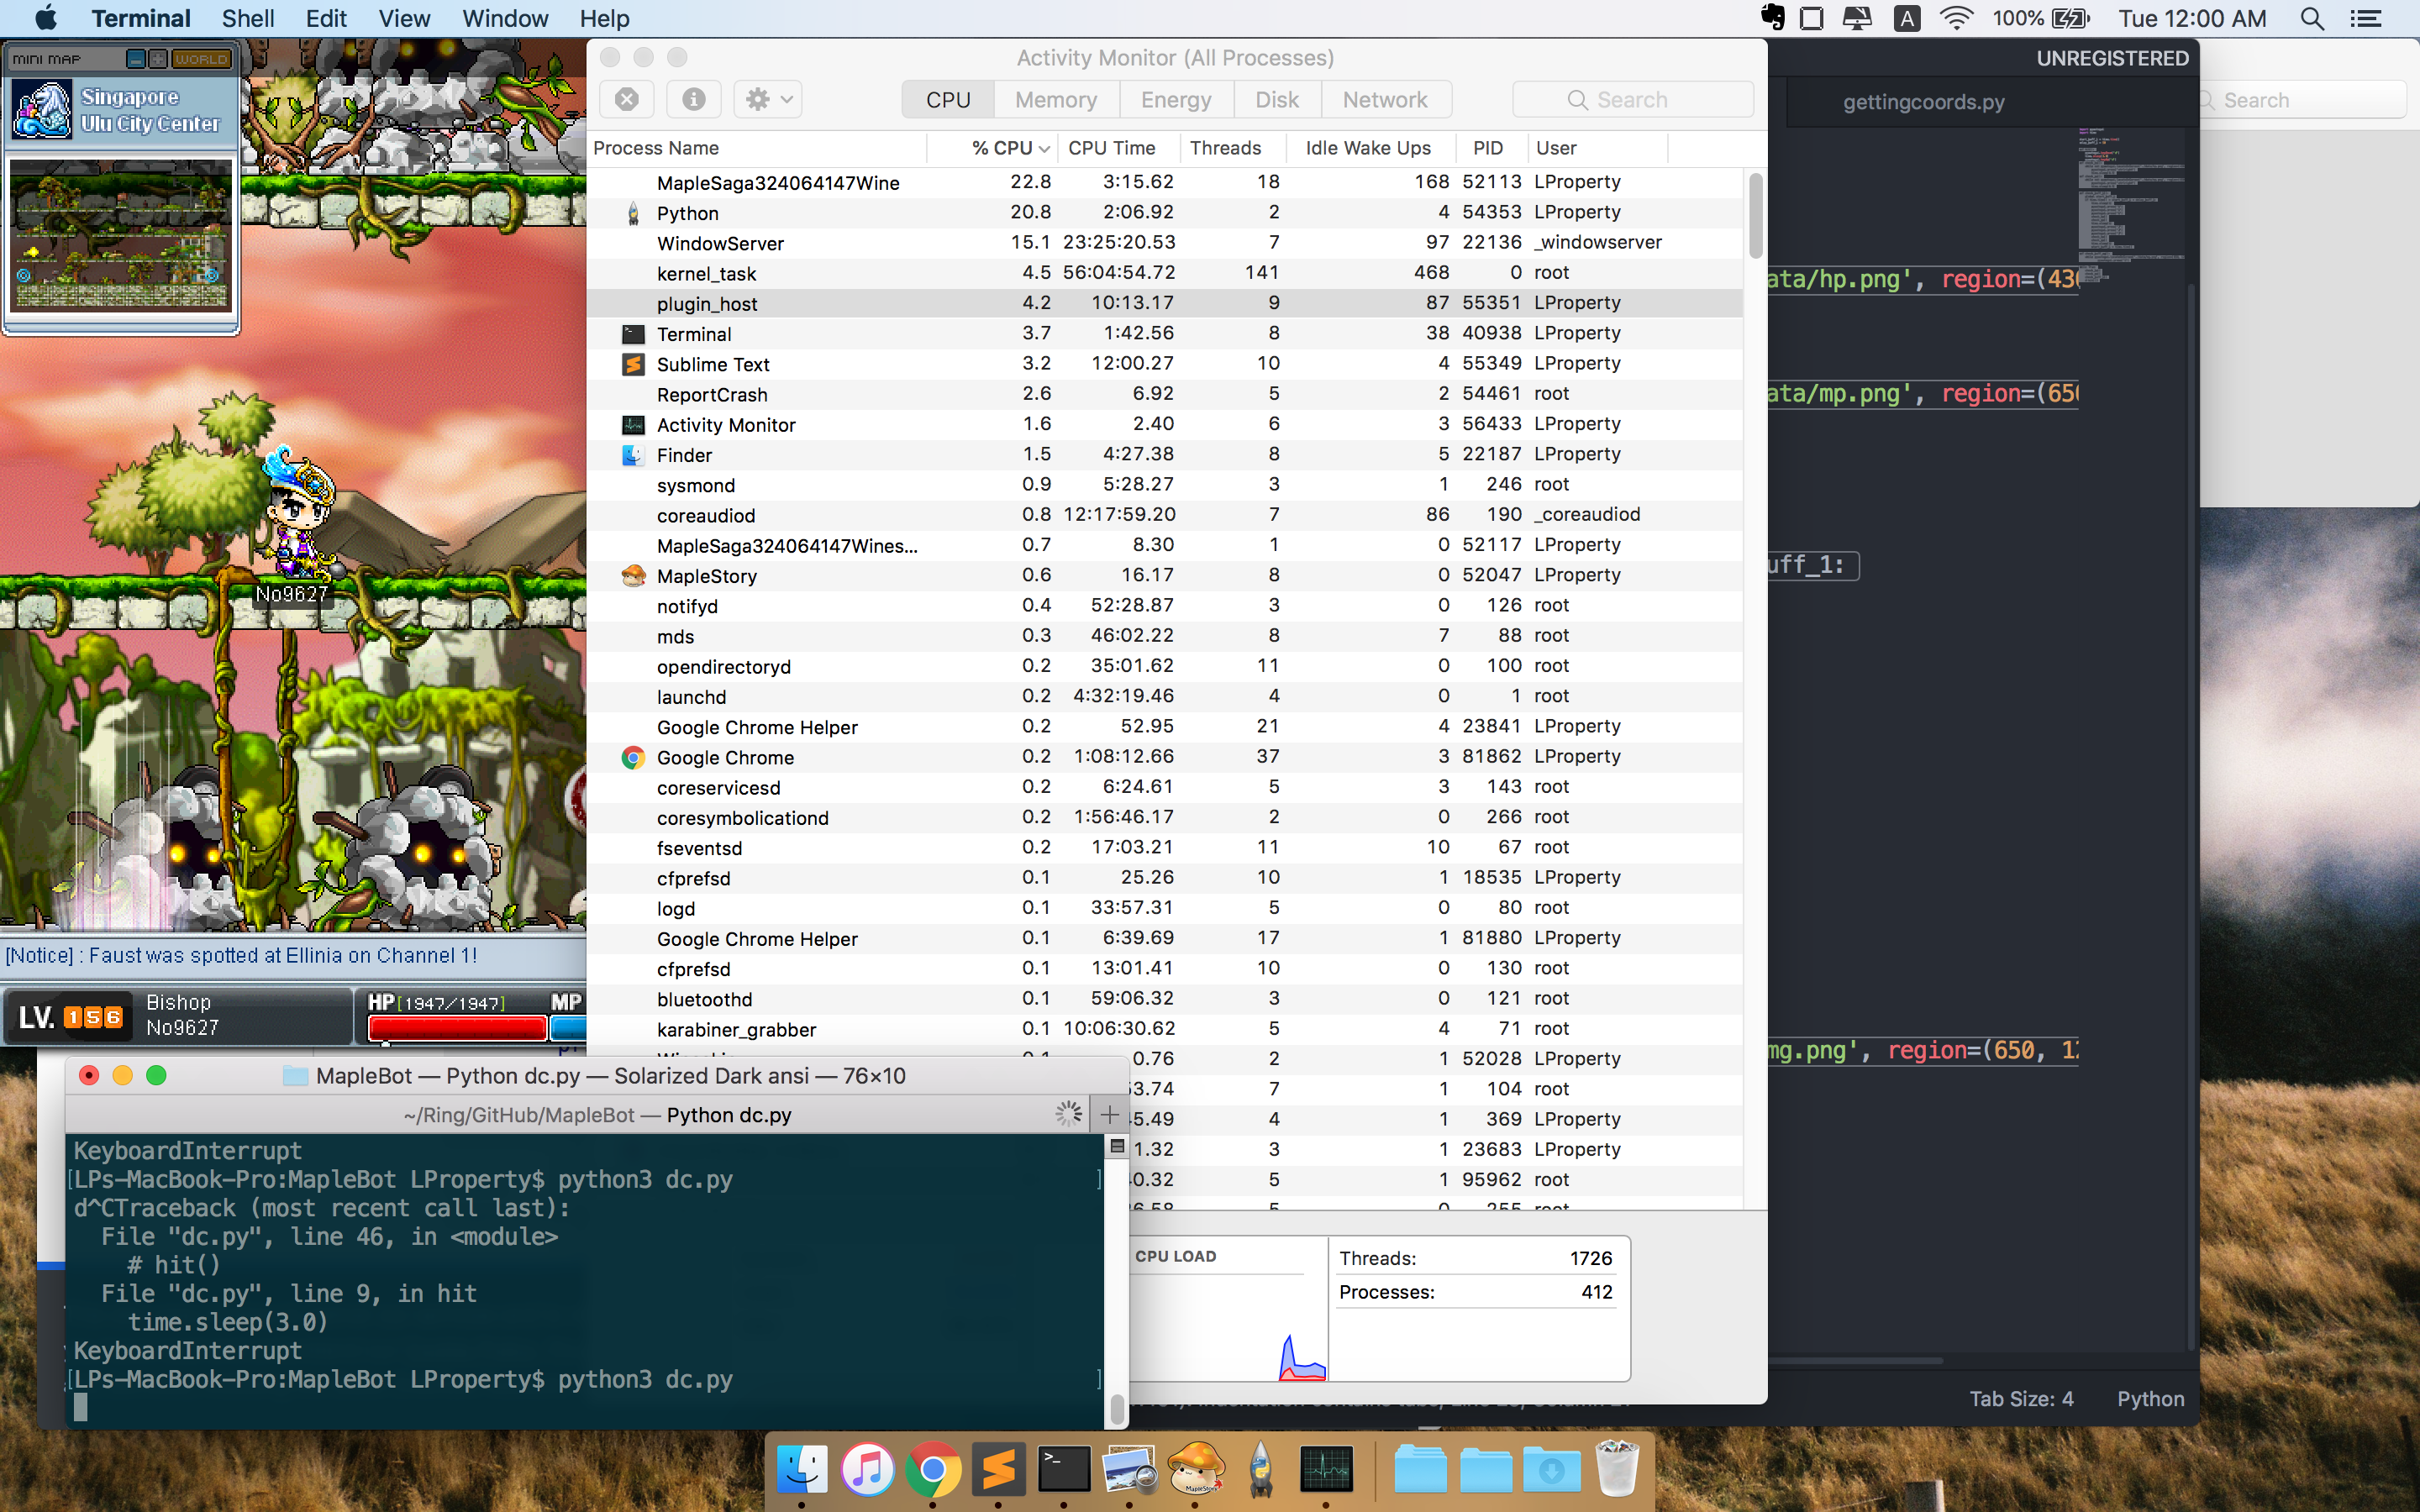 Terminal Shell Edit View Window Help
A 100% Tue 12:00 AM
MINI MAP WORLD
Singapore
Ulu City Center
No9627
[Notice] : Faust was spotted at Ellinia on Channel 1!
LV. 156 Bishop
No9627
HP[1947/1947] MP
Activity Monitor (All Processes)
CPU Memory Energy Disk Network Search
Process Name % CPU CPU Time Threads Idle Wake Ups PID User
MapleSaga324064147Wine 22.8 3:15.62 18 168 52113 LProperty
Python 20.8 2:06.92 2 4 54353 LProperty
WindowServer 15.1 23:25:20.53 7 97 22136 _windowserver
kernel_task 4.5 56:04:54.72 141 468 0 root
plugin_host 4.2 10:13.17 9 87 55351 LProperty
Terminal 3.7 1:42.56 8 38 40938 LProperty
Sublime Text 3.2 12:00.27 10 4 55349 LProperty
ReportCrash 2.6 6.92 5 2 54461 root
Activity Monitor 1.6 2.40 6 3 56433 LProperty
Finder 1.5 4:27.38 8 5 22187 LProperty
sysmond 0.9 5:28.27 3 1 246 root
coreaudiod 0.8 12:17:59.20 7 86 190 _coreaudiod
MapleSaga324064147Wines... 0.7 8.30 1 0 52117 LProperty
MapleStory 0.6 16.17 8 0 52047 LProperty
notifyd 0.4 52:28.87 3 0 126 root
mds 0.3 46:02.22 8 7 88 root
opendirectoryd 0.2 35:01.62 11 0 100 root
launchd 0.2 4:32:19.46 4 0 1 root
Google Chrome Helper 0.2 52.95 21 4 23841 LProperty
Google Chrome 0.2 1:08:12.66 37 3 81862 LProperty
coreservicesd 0.2 6:24.61 5 3 143 root
coresymbolicationd 0.2 1:56:46.17 2 0 266 root
fseventsd 0.2 17:03.21 11 10 67 root
cfprefsd 0.1 25.26 10 1 18535 LProperty
logd 0.1 33:57.31 5 0 80 root
Google Chrome Helper 0.1 6:39.69 17 1 81880 LProperty
cfprefsd 0.1 13:01.41 10 0 130 root
bluetoothd 0.1 59:06.32 3 0 121 root
karabiner_grabber 0.1 10:06:30.62 5 4 71 root
0.76 2 1 52028 LProperty
3.74 7 1 104 root
5.49 4 1 369 LProperty
1.32 3 1 23683 LProperty
0.32 5 1 95962 root
CPU LOAD
Threads: 1726
Processes: 412
UNREGISTERED
gettingcoords.py
Search
ata/hp.png', region=(430
ata/mp.png', region=(650
uff_1:
mg.png', region=(650, 1
Tab Size: 4 Python
MapleBot — Python dc.py — Solarized Dark ansi — 76×10
~/Ring/GitHub/MapleBot — Python dc.py
KeyboardInterrupt
[LPs-MacBook-Pro:MapleBot LProperty$ python3 dc.py ]
d^CTraceback (most recent call last):
File "dc.py", line 46, in <module>
# hit()
File "dc.py", line 9, in hit
time.sleep(3.0)
KeyboardInterrupt
[LPs-MacBook-Pro:MapleBot LProperty$ python3 dc.py ]
MapleStory